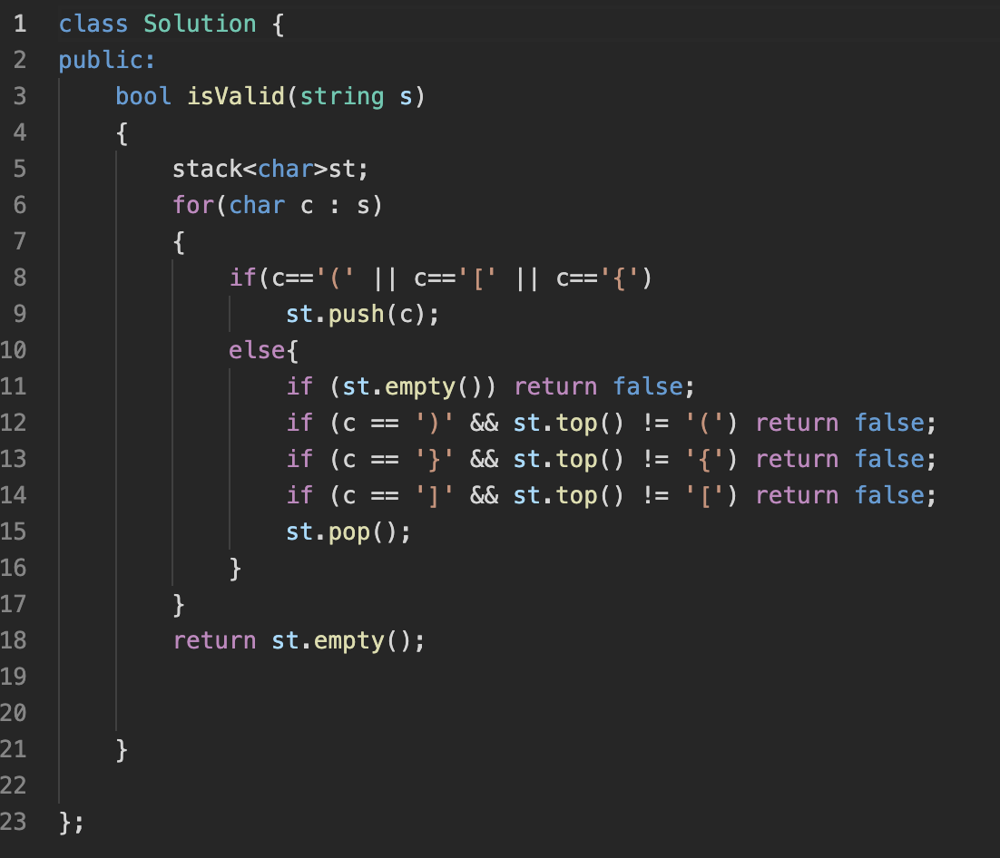 1 class Solution {
2 public:
3     bool isValid(string s)
4     {
5         stack<char>st;
6         for(char c : s)
7         {
8             if(c=='(' || c=='[' || c=='{')
9                 st.push(c);
10             else{
11                 if (st.empty()) return false;
12                 if (c == ')' && st.top() != '(') return false;
13                 if (c == '}' && st.top() != '{') return false;
14                 if (c == ']' && st.top() != '[') return false;
15                 st.pop();
16             }
17         }
18         return st.empty();
19
20
21     }
22
23 };